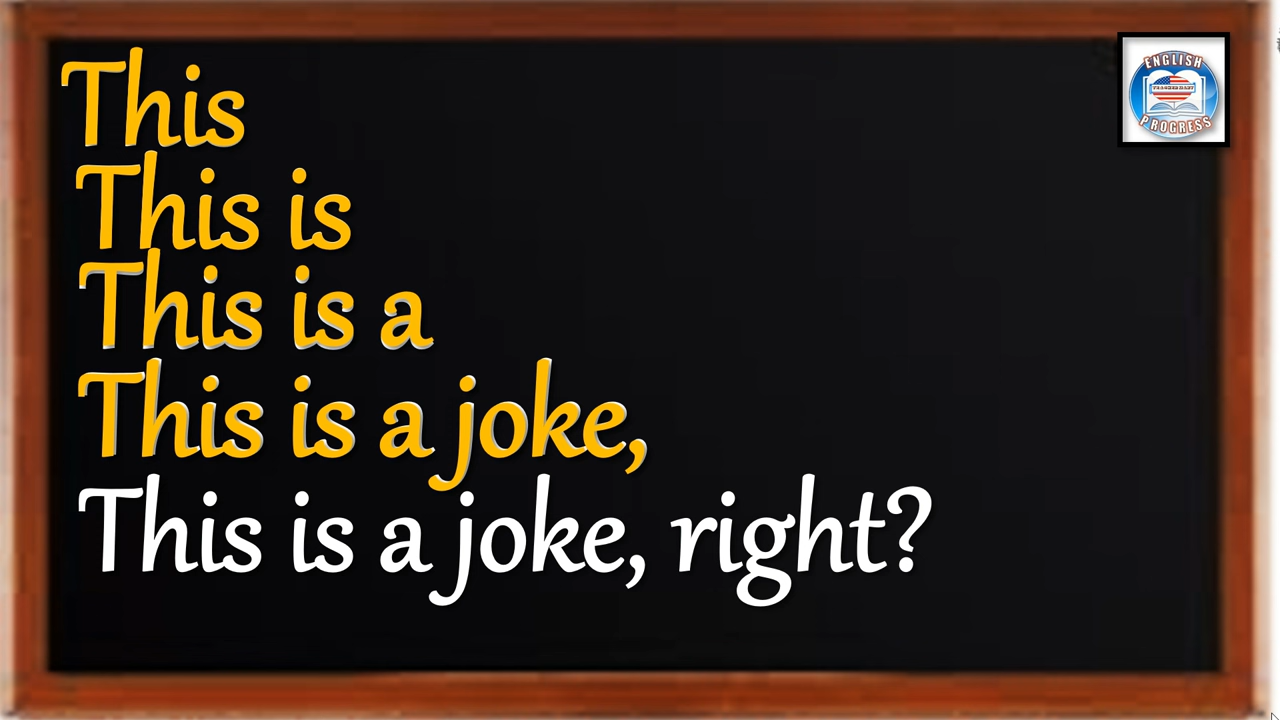 This
This is
This is a
This is a joke,
This is a joke, right?
ENGLISH
PROGRESS